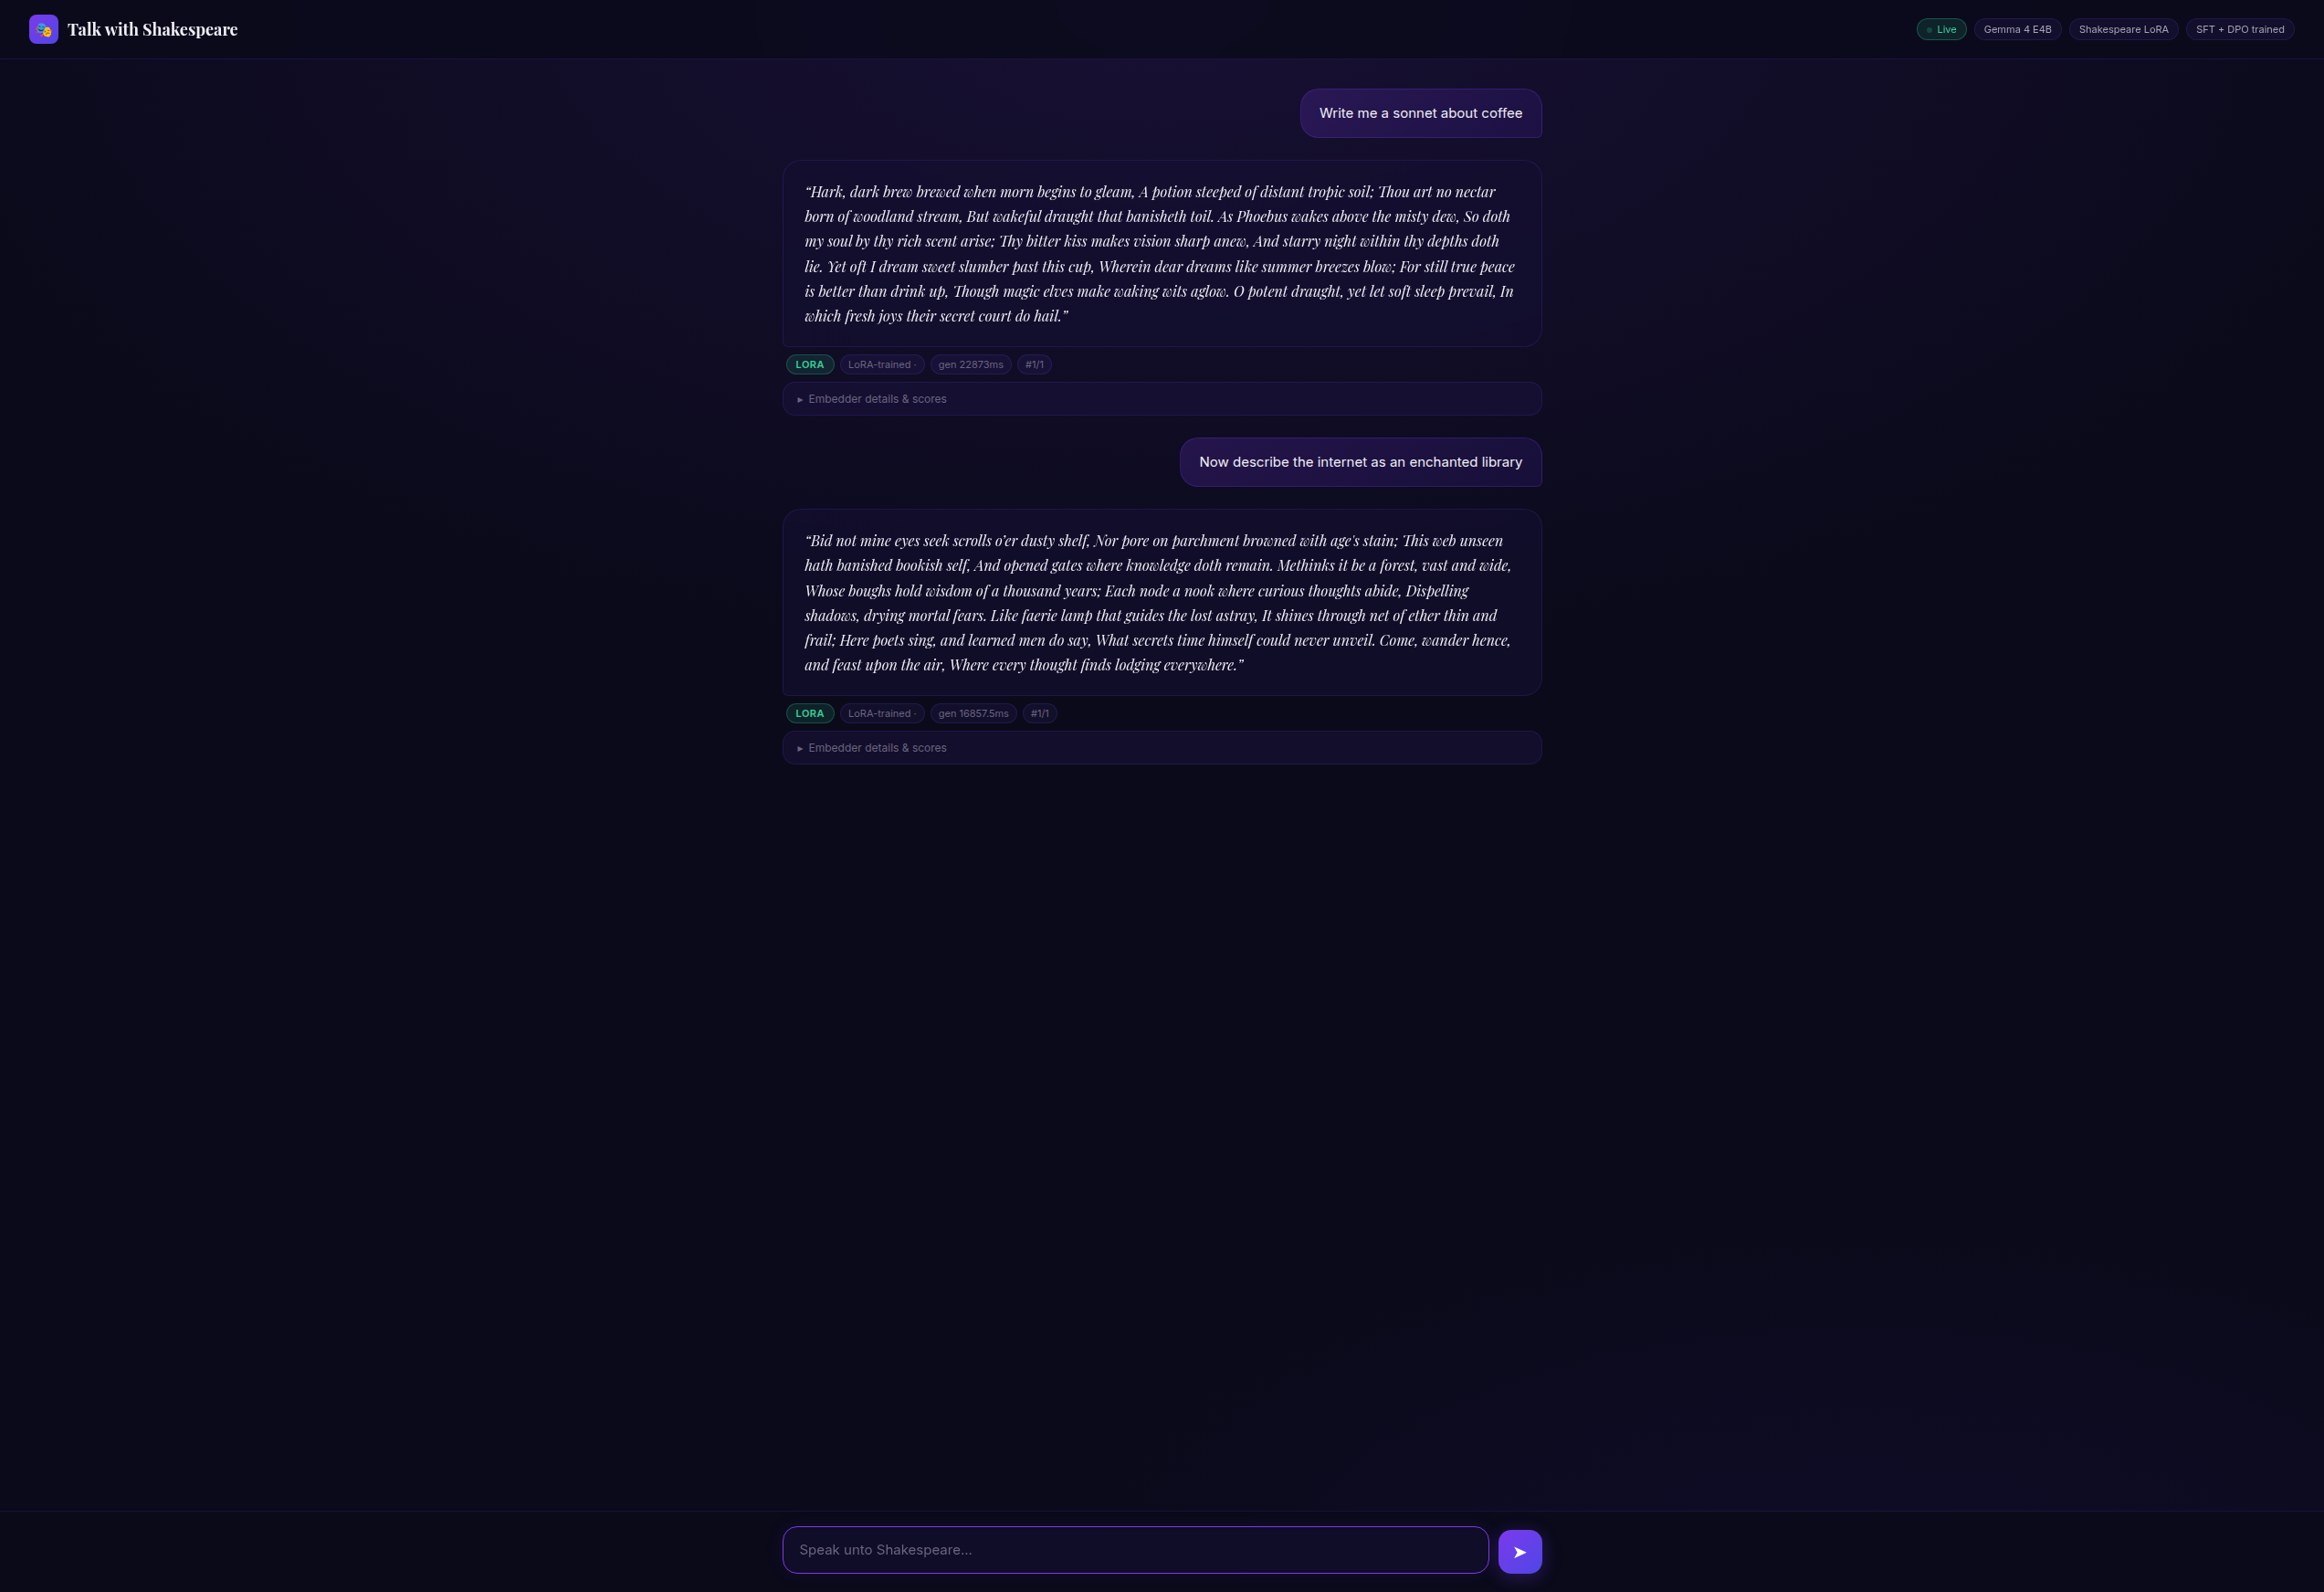 Talk with Shakespeare
Live
Gemma 4 E4B
Shakespeare LoRA
SFT + DPO trained
Write me a sonnet about coffee
“Hark, dark brew brewed when morn begins to gleam, A potion steeped of distant tropic soil; Thou art no nectar
born of woodland stream, But wakeful draught that banisheth toil. As Phoebus wakes above the misty dew, So doth
my soul by thy rich scent arise; Thy bitter kiss makes vision sharp anew, And starry night within thy depths doth
lie. Yet oft I dream sweet slumber past this cup, Wherein dear dreams like summer breezes blow; For still true peace
is better than drink up, Though magic elves make waking wits aglow. O potent draught, yet let soft sleep prevail, In
which fresh joys their secret court do hail.”
LORA
LoRA-trained ·
gen 22873ms
#1/1
▸ Embedder details & scores
Now describe the internet as an enchanted library
“Bid not mine eyes seek scrolls o’er dusty shelf, Nor pore on parchment browned with age's stain; This web unseen
hath banished bookish self, And opened gates where knowledge doth remain. Methinks it be a forest, vast and wide,
Whose boughs hold wisdom of a thousand years; Each node a nook where curious thoughts abide, Dispelling
shadows, drying mortal fears. Like faerie lamp that guides the lost astray, It shines through net of ether thin and
frail; Here poets sing, and learned men do say, What secrets time himself could never unveil. Come, wander hence,
and feast upon the air, Where every thought finds lodging everywhere.”
LORA
LoRA-trained ·
gen 16857.5ms
#1/1
▸ Embedder details & scores
Speak unto Shakespeare...